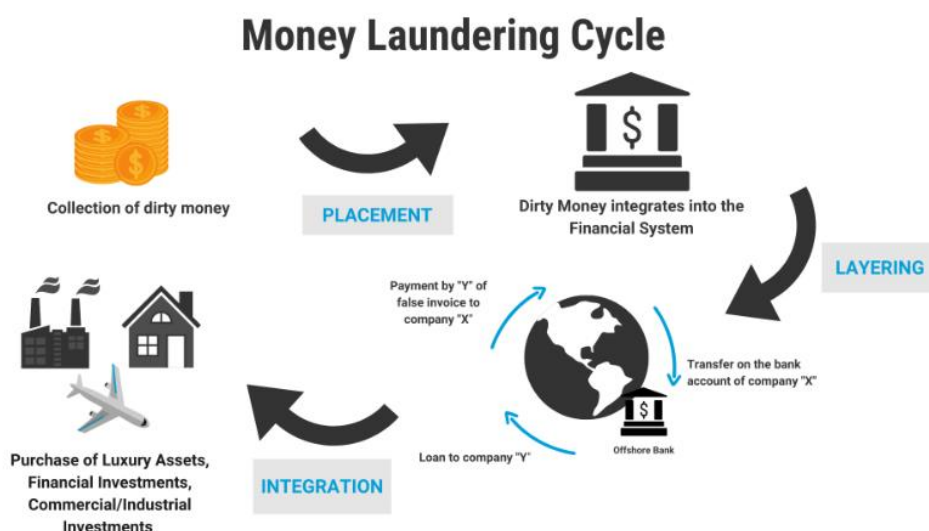 Money Laundering Cycle
Collection of dirty money
PLACEMENT
Dirty Money integrates into the
Financial System
LAYERING
Payment by "Y" of
false invoice to
company "X"
Transfer on the bank
account of company "X"
Offshore Bank
Loan to company "Y"
INTEGRATION
Purchase of Luxury Assets,
Financial Investments,
Commercial/Industrial
Investments